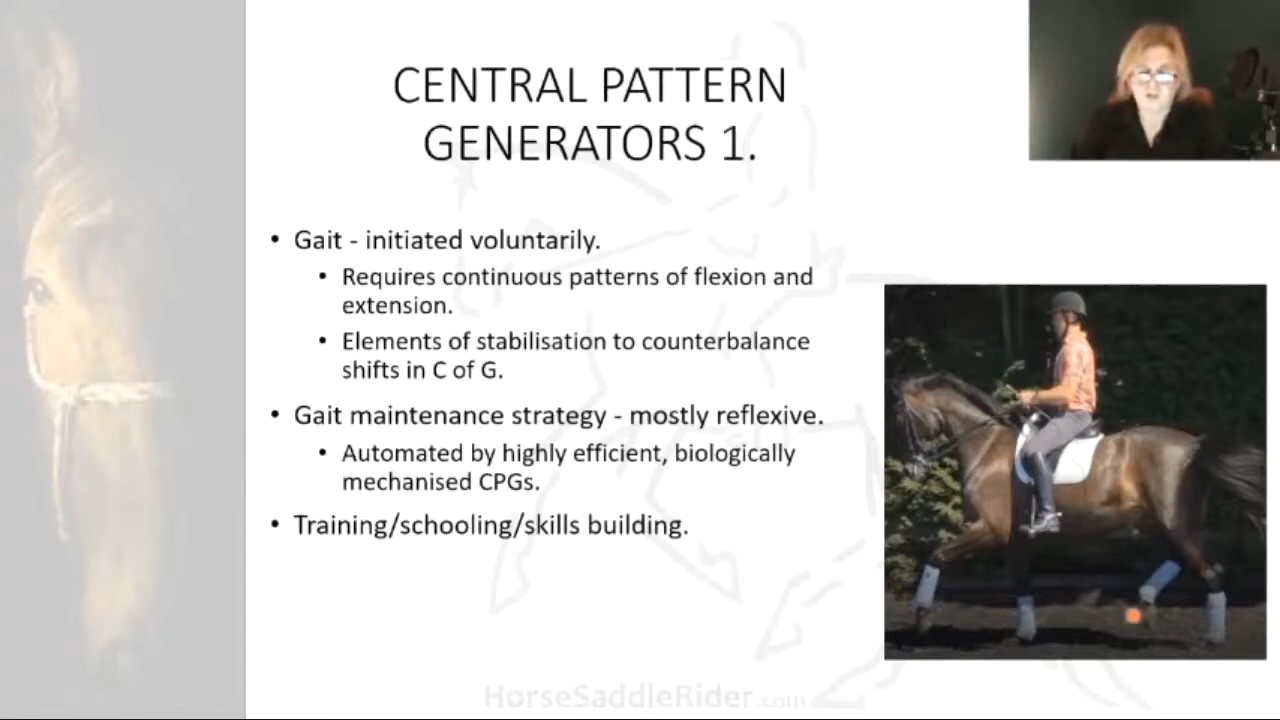 CENTRAL PATTERN
GENERATORS 1.
• Gait - initiated voluntarily.
• Requires continuous patterns of flexion and
extension.
• Elements of stabilisation to counterbalance
shifts in C of G.
• Gait maintenance strategy - mostly reflexive.
• Automated by highly efficient, biologically
mechanised CPGs.
• Training/schooling/skills building.
HorseSaddleRider.com